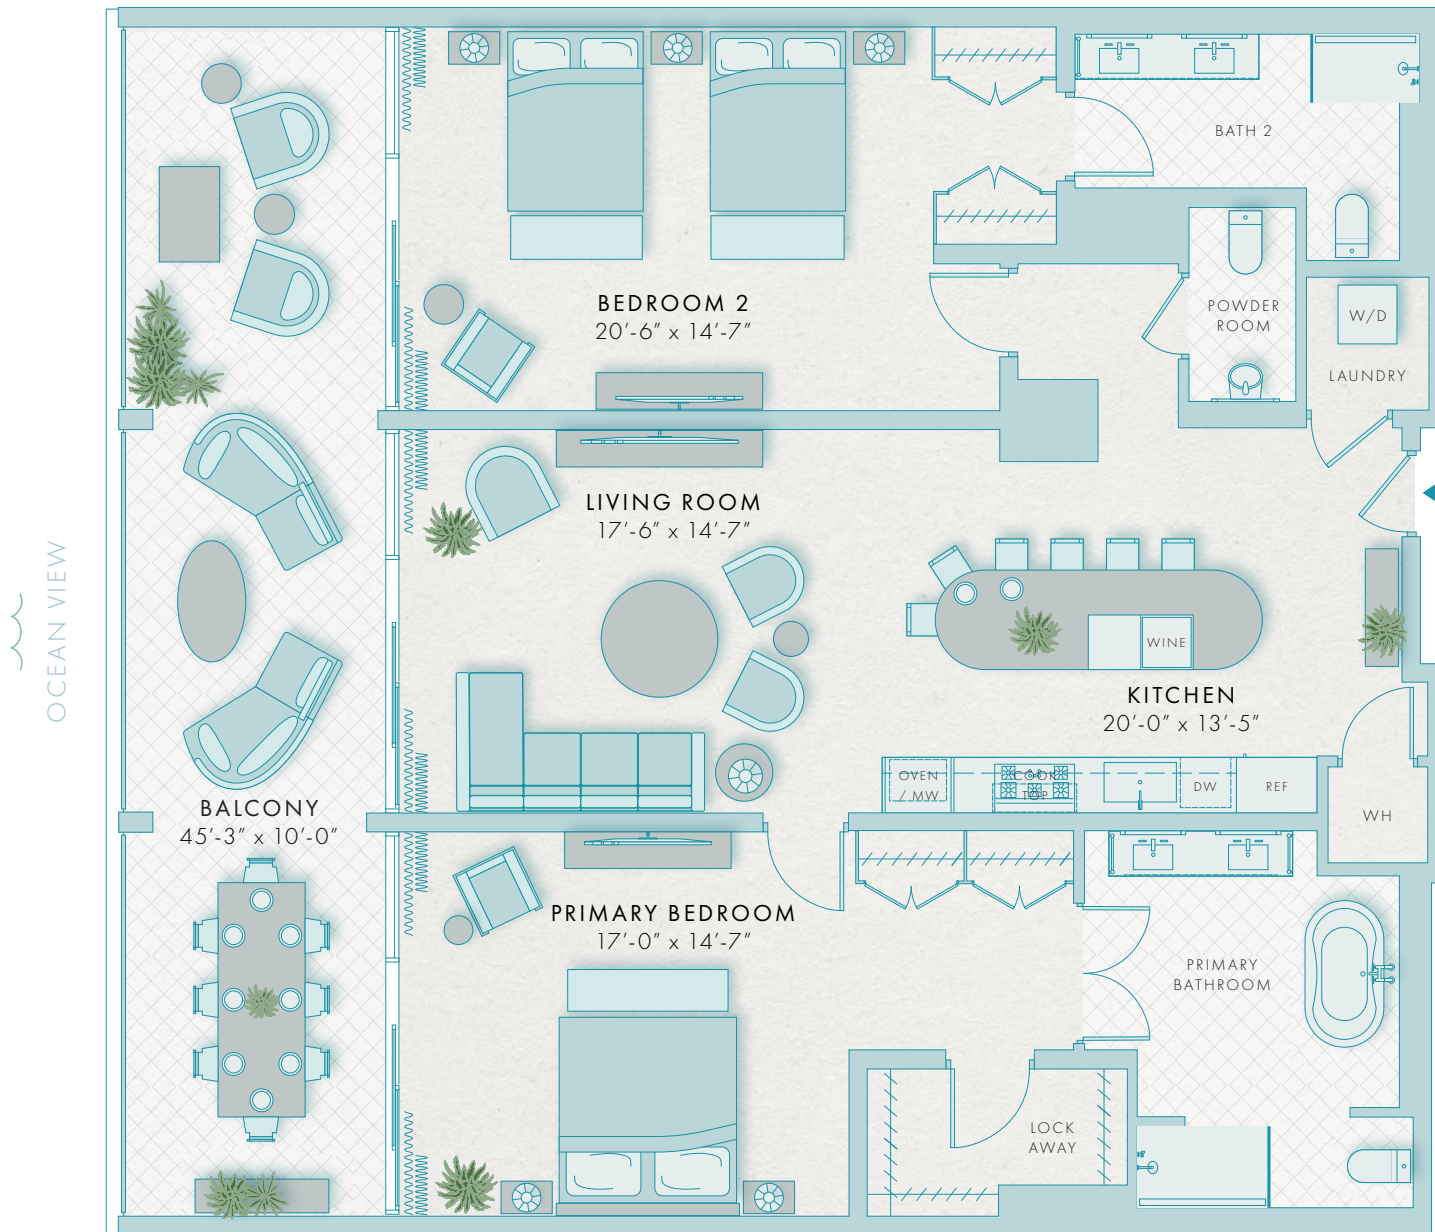 BATH 2
BEDROOM 2
20'-6" x 14'-7"
POWDER
ROOM
W/D
LAUNDRY
LIVING ROOM
17'-6" x 14'-7"
OCEAN VIEW
WINE
KITCHEN
20'-0" x 13'-5"
OVEN
/ MW
COOK
TOP
DW
REF
WH
BALCONY
45'-3" x 10'-0"
PRIMARY BEDROOM
17'-0" x 14'-7"
PRIMARY
BATHROOM
LOCK
AWAY